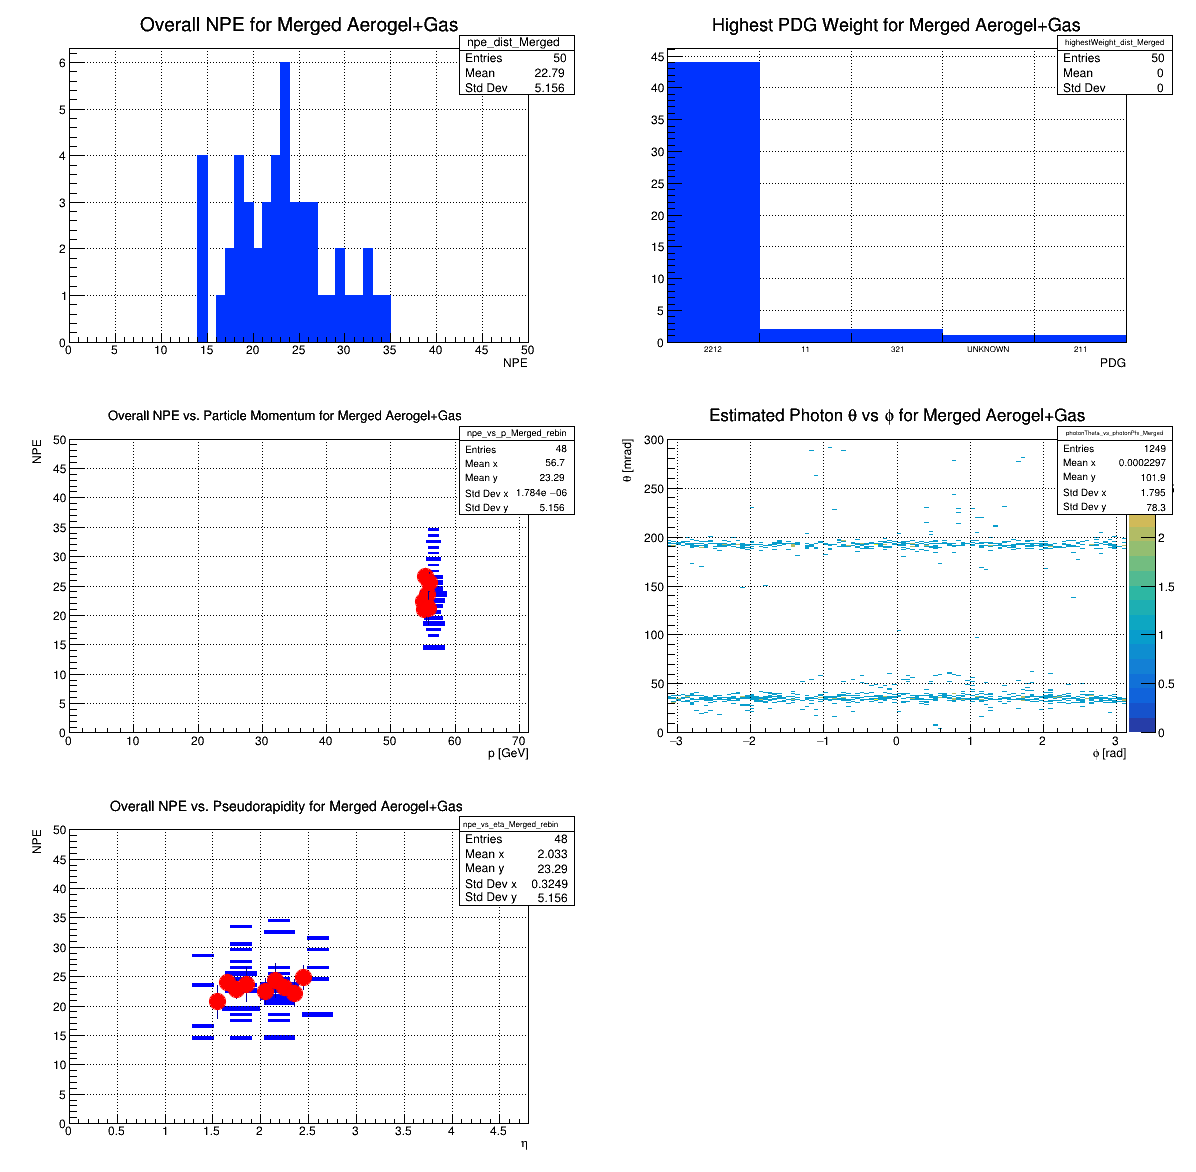 Overall NPE for Merged Aerogel+Gas
npe_dist_Merged
Entries 50
Mean 22.79
Std Dev 5.156
6
5
4
3
2
1
0
0 5 10 15 20 25 30 35 40 45 50
NPE
Highest PDG Weight for Merged Aerogel+Gas
highestWeight_dist_Merged
Entries 50
Mean 0
Std Dev 0
45
40
35
30
25
20
15
10
5
0
2212 11 321 UNKNOWN 211
PDG
Overall NPE vs. Particle Momentum for Merged Aerogel+Gas
npe_vs_p_Merged_rebin
Entries 48
Mean x 56.7
Mean y 23.29
Std Dev x 1.784e −06
Std Dev y 5.156
NPE
50
45
40
35
30
25
20
15
10
5
0
0 10 20 30 40 50 60 70
p [GeV]
Estimated Photon θ vs ϕ for Merged Aerogel+Gas
photonTheta_vs_photonPhi_Merged
Entries 1249
Mean x 0.0002297
Mean y 101.9
Std Dev x 1.795
Std Dev y 78.3
θ [mrad]
300
250
200
150
100
50
0
−3 −2 −1 0 1 2 3
ϕ [rad]
2
1.5
1
0.5
0
Overall NPE vs. Pseudorapidity for Merged Aerogel+Gas
npe_vs_eta_Merged_rebin
Entries 48
Mean x 2.033
Mean y 23.29
Std Dev x 0.3249
Std Dev y 5.156
NPE
50
45
40
35
30
25
20
15
10
5
0
0 0.5 1 1.5 2 2.5 3 3.5 4 4.5
η